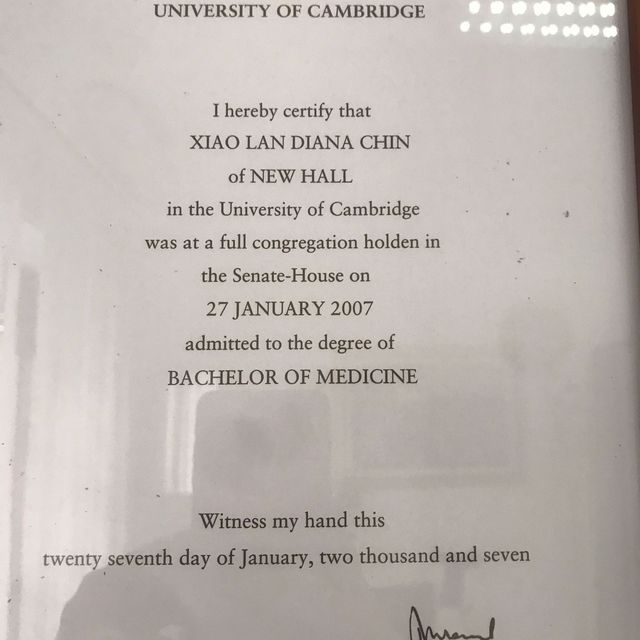 UNIVERSITY OF CAMBRIDGE
I hereby certify that
XIAO LAN DIANA CHIN
of NEW HALL
in the University of Cambridge
was at a full congregation holden in
the Senate-House on
27 JANUARY 2007
admitted to the degree of
BACHELOR OF MEDICINE
Witness my hand this
twenty seventh day of January, two thousand and seven